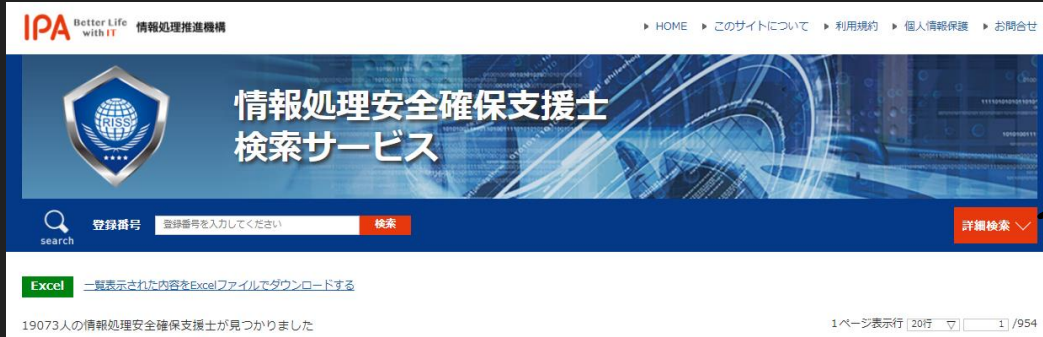 IPA Better Life with IT 情報処理推進機構
▶ HOME ▶ このサイトについて ▶ 利用規約 ▶ 個人情報保護 ▶ お問合せ
RISS
情報処理安全確保支援士
検索サービス
search 登録番号 登録番号を入力してください 検索 詳細検索
Excel 一覧表示された内容をExcelファイルでダウンロードする
19073人の情報処理安全確保支援士が見つかりました 1ページ表示行 20行 ▽ 1 /954